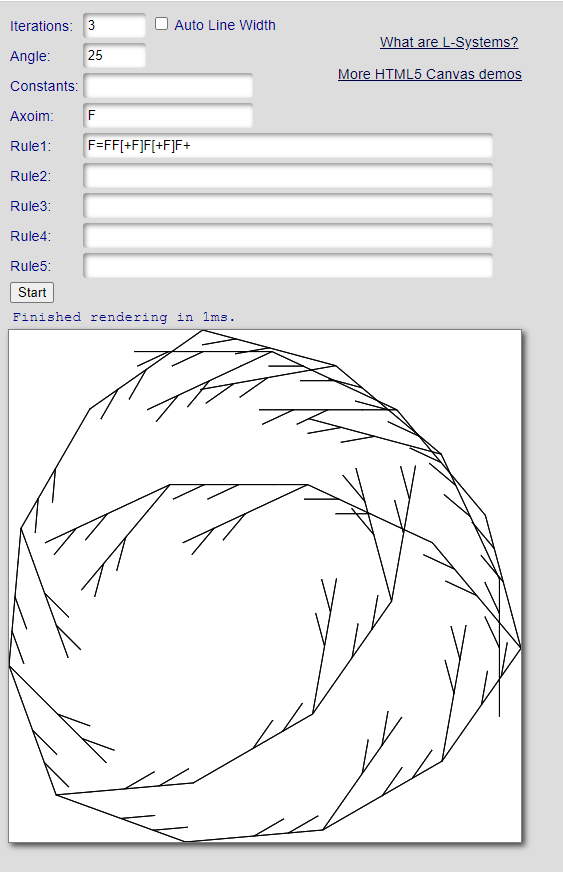 Iterations: 3 Auto Line Width
What are L-Systems?
Angle: 25
More HTML5 Canvas demos
Constants:
Axoim: F
Rule1: F=FF[+F]F[+F]F+
Rule2:
Rule3:
Rule4:
Rule5:
Start
Finished rendering in 1ms.